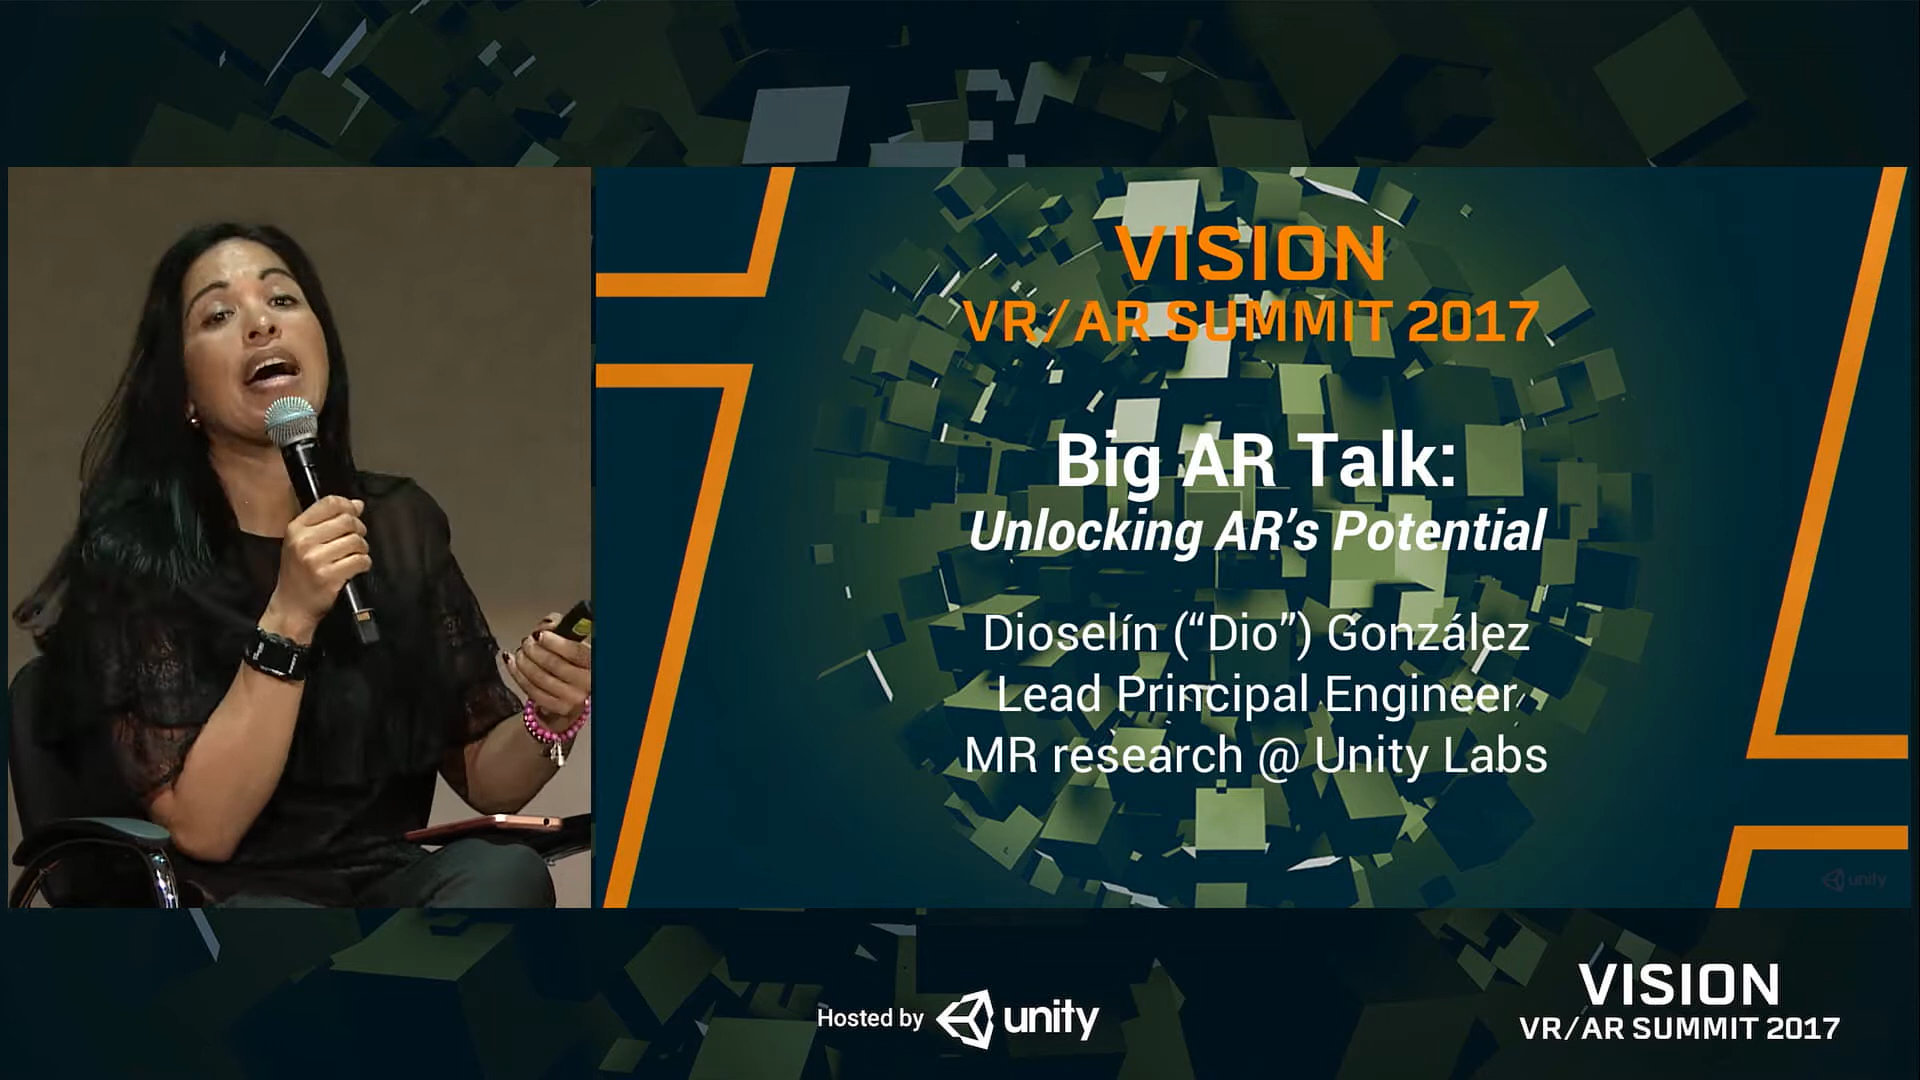 VISION
VR/AR SUMMIT 2017
Big AR Talk:
Unlocking AR's Potential
Dioselín (“Dio”) González
Lead Principal Engineer
MR research @ Unity Labs
unity
Hosted by unity
VISION
VR/AR SUMMIT 2017